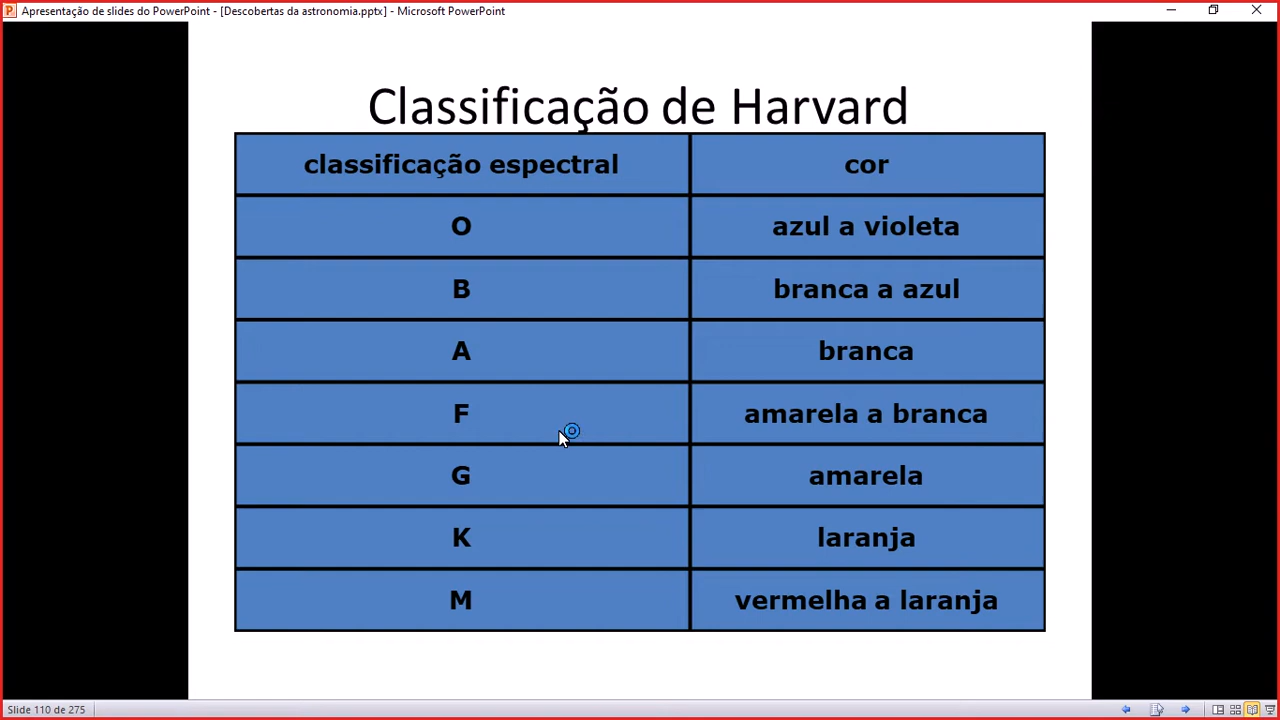 Apresentação de slides do PowerPoint - [Descobertas da astronomia.pptx] - Microsoft PowerPoint
Classificação de Harvard
classificação espectral cor
O azul a violeta
B branca a azul
A branca
F amarela a branca
G amarela
K laranja
M vermelha a laranja
Slide 110 de 275